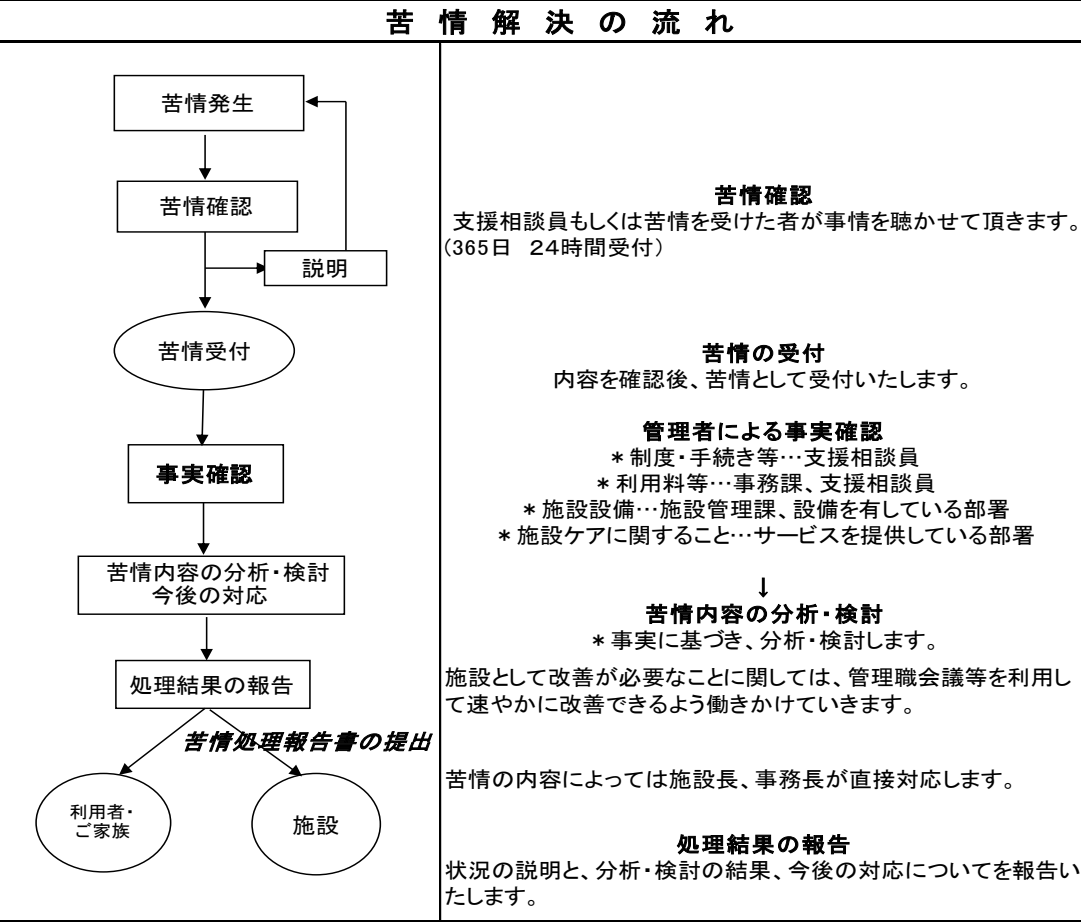 苦情解決の流れ
苦情発生
苦情確認
説明
苦情受付
事実確認
苦情内容の分析・検討
今後の対応
処理結果の報告
苦情処理報告書の提出
利用者・
ご家族
施設
苦情確認
支援相談員もしくは苦情を受けた者が事情を聴かせて頂きます。
(365日 24時間受付)
苦情の受付
内容を確認後、苦情として受付いたします。
管理者による事実確認
＊制度・手続き等…支援相談員
＊利用料等…事務課、支援相談員
＊施設設備…施設管理課、設備を有している部署
＊施設ケアに関すること…サービスを提供している部署
↓
苦情内容の分析・検討
＊事実に基づき、分析・検討します。
施設として改善が必要なことに関しては、管理職会議等を利用し
て速やかに改善できるよう働きかけていきます。
苦情の内容によっては施設長、事務長が直接対応します。
処理結果の報告
状況の説明と、分析・検討の結果、今後の対応についてを報告い
たします。